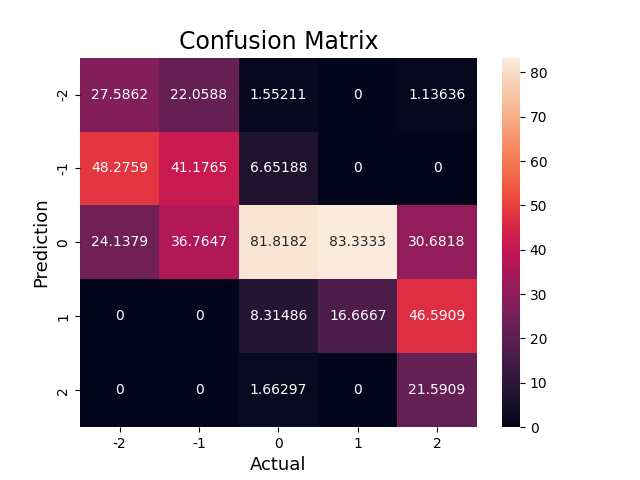 Confusion Matrix
-2 27.5862 22.0588 1.55211 0 1.13636
-1 48.2759 41.1765 6.65188 0 0
0 24.1379 36.7647 81.8182 83.3333 30.6818
1 0 0 8.31486 16.6667 46.5909
2 0 0 1.66297 0 21.5909
-2 -1 0 1 2
Prediction
Actual
80
70
60
50
40
30
20
10
0